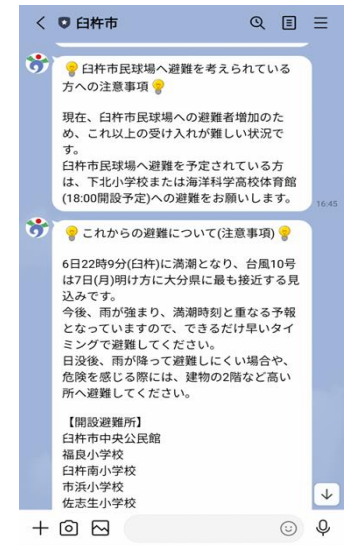 臼杵市
💡臼杵市民球場へ避難を考えられている
方への注意事項💡
現在、臼杵市民球場への避難者増加のた
め、これ以上の受け入れが難しい状況で
す。
臼杵市民球場へ避難を予定されている方
は、下北小学校または海洋科学高校体育館
(18:00開設予定)への避難をお願いします。
16:45
💡これからの避難について(注意事項)💡
6日22時9分(臼杵)に満潮となり、台風10号
は7日(月)明け方に大分県に最も接近する見
込みです。
今後、雨が強まり、満潮時刻と重なる予報
となっていますので、できるだけ早いタイ
ミングで避難してください。
日没後、雨が降って避難しにくい場合や、
危険を感じる際には、建物の2階など高い
所へ避難してください。
【開設避難所】
臼杵市中央公民館
福良小学校
臼杵南小学校
市浜小学校
佐志生小学校